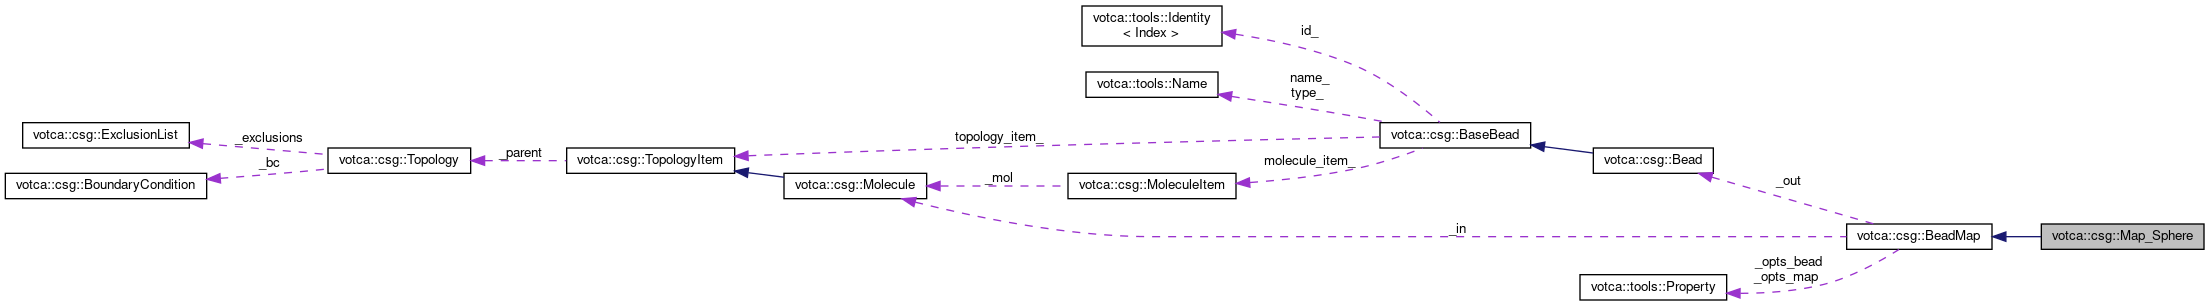 votca::tools::Identity
< Index >
id_
votca::tools::Name
name_
type_
votca::csg::ExclusionList
_exclusions
_bc
votca::csg::BoundaryCondition
votca::csg::Topology
_parent
votca::csg::TopologyItem
topology_item_
votca::csg::BaseBead
votca::csg::Bead
molecule_item_
votca::csg::Molecule
_mol
votca::csg::MoleculeItem
_out
_in
votca::csg::BeadMap
votca::csg::Map_Sphere
_opts_bead
_opts_map
votca::tools::Property